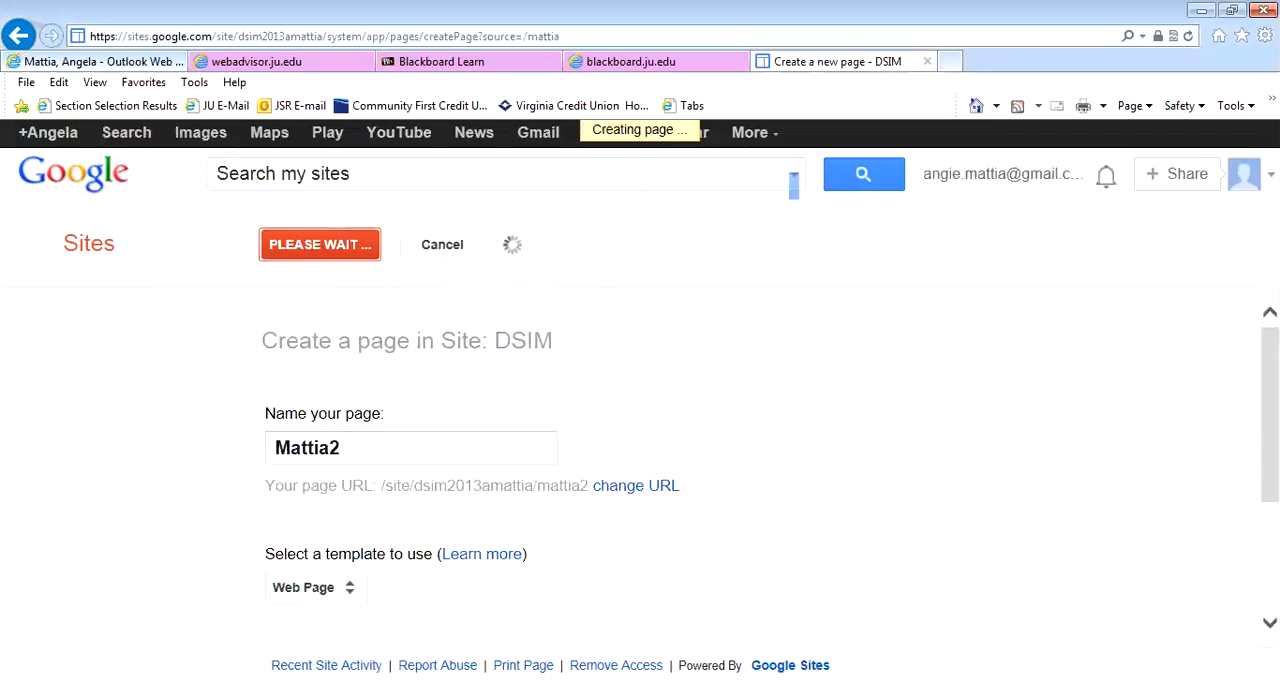 https://sites.google.com/site/dsim2013amattia/system/app/pages/createPage?source=/mattia
Mattia, Angela - Outlook Web ... webadvisor.ju.edu Blackboard Learn blackboard.ju.edu Create a new page - DSIM
File Edit View Favorites Tools Help
Section Selection Results JU E-Mail JSR E-mail Community First Credit U... Virginia Credit Union Ho... Tabs Page Safety Tools
+Angela Search Images Maps Play YouTube News Gmail Creating page ... r More
Google Search my sites angie.mattia@gmail.c... + Share
Sites PLEASE WAIT ... Cancel
Create a page in Site: DSIM
Name your page:
Mattia2
Your page URL: /site/dsim2013amattia/mattia2 change URL
Select a template to use (Learn more)
Web Page
Recent Site Activity | Report Abuse | Print Page | Remove Access | Powered By Google Sites